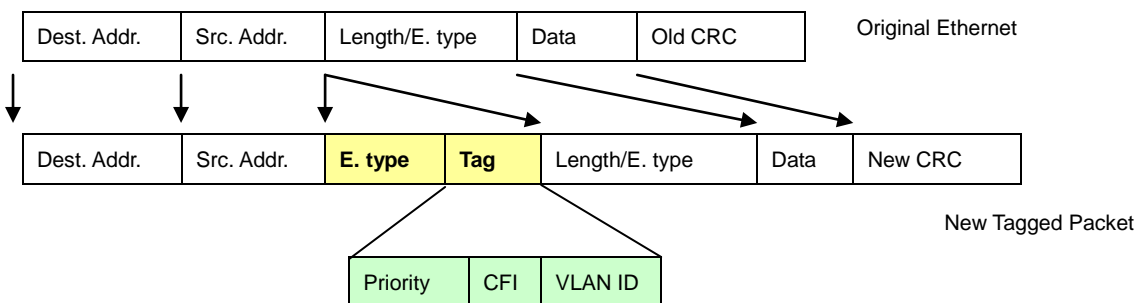 Dest. Addr. Src. Addr. Length/E. type Data Old CRC Original Ethernet
Dest. Addr. Src. Addr. E. type Tag Length/E. type Data New CRC
New Tagged Packet
Priority CFI VLAN ID